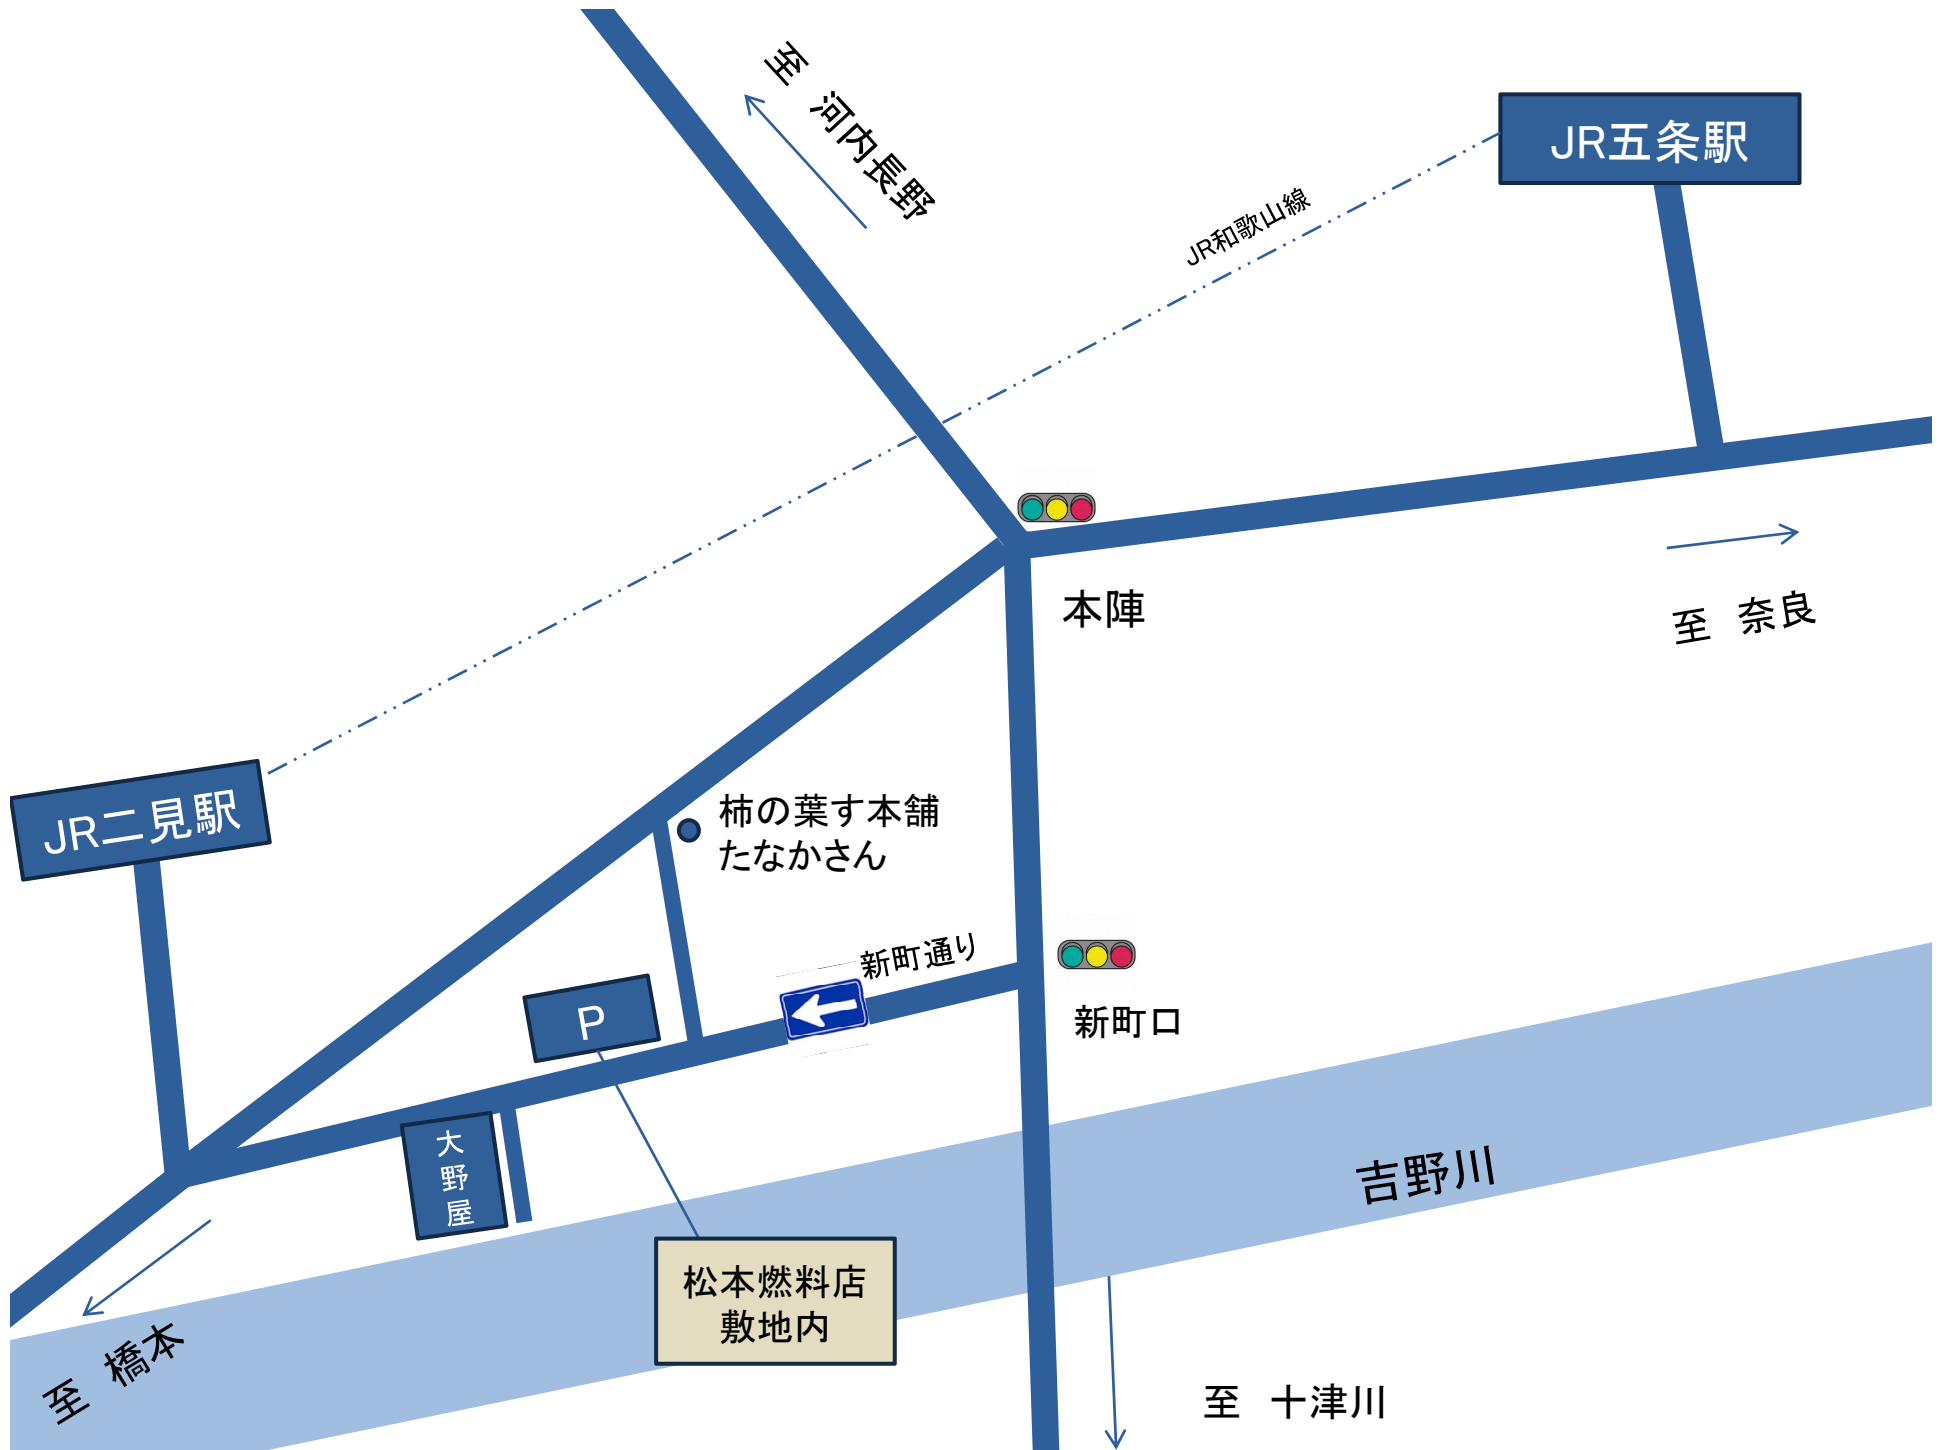 至 河内長野
JR五条駅
JR和歌山線
本陣
至 奈良
JR二見駅
柿の葉す本舗
たなかさん
新町通り
P
新町口
大野屋
吉野川
松本燃料店
敷地内
至 橋本
至 十津川